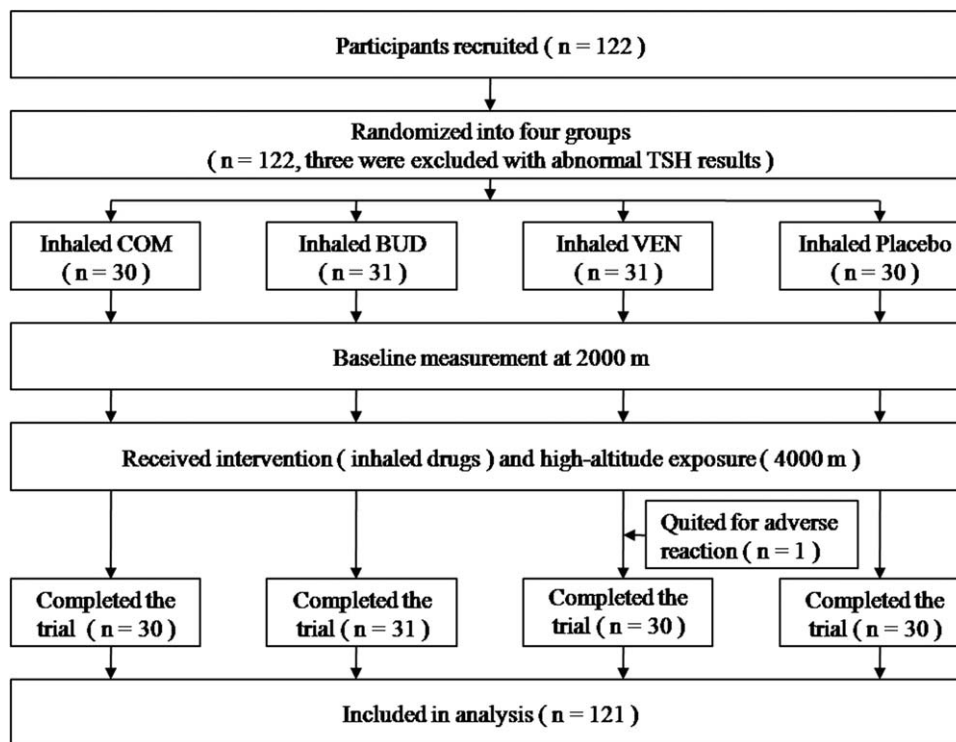 Participants recruited ( n = 122 )
Randomized into four groups
( n = 122, three were excluded with abnormal TSH results )
Inhaled COM
( n = 30 )
Inhaled BUD
( n = 31 )
Inhaled VEN
( n = 31 )
Inhaled Placebo
( n = 30 )
Baseline measurement at 2000 m
Received intervention ( inhaled drugs ) and high-altitude exposure ( 4000 m )
Quited for adverse
reaction ( n = 1 )
Completed the
trial ( n = 30 )
Completed the
trial ( n = 31 )
Completed the
trial ( n = 30 )
Completed the
trial ( n = 30 )
Included in analysis ( n = 121 )